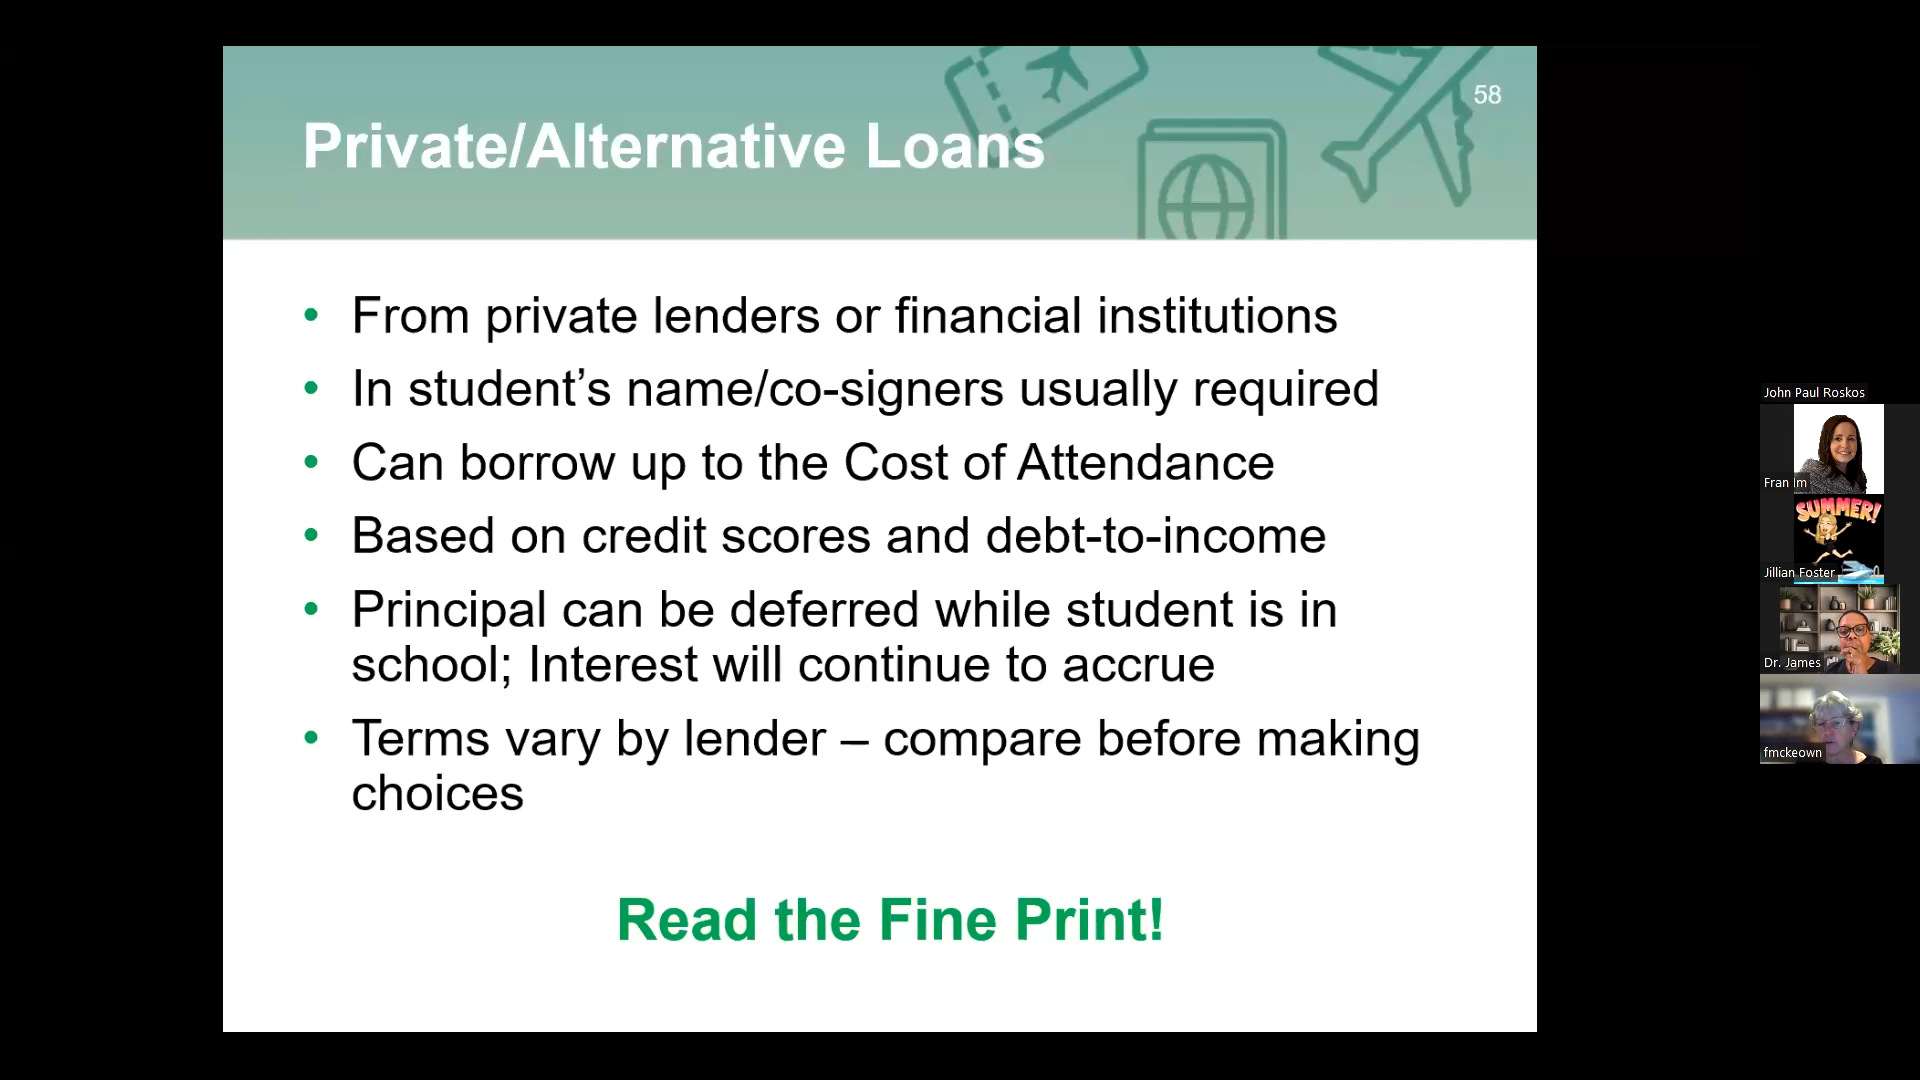 58
Private/Alternative Loans
• From private lenders or financial institutions
• In student’s name/co-signers usually required
• Can borrow up to the Cost of Attendance
• Based on credit scores and debt-to-income
• Principal can be deferred while student is in
school; Interest will continue to accrue
• Terms vary by lender – compare before making
choices
Read the Fine Print!
John Paul Roskos
Fran Im
SUMMER!
Jillian Foster
Dr. James
fmckeown